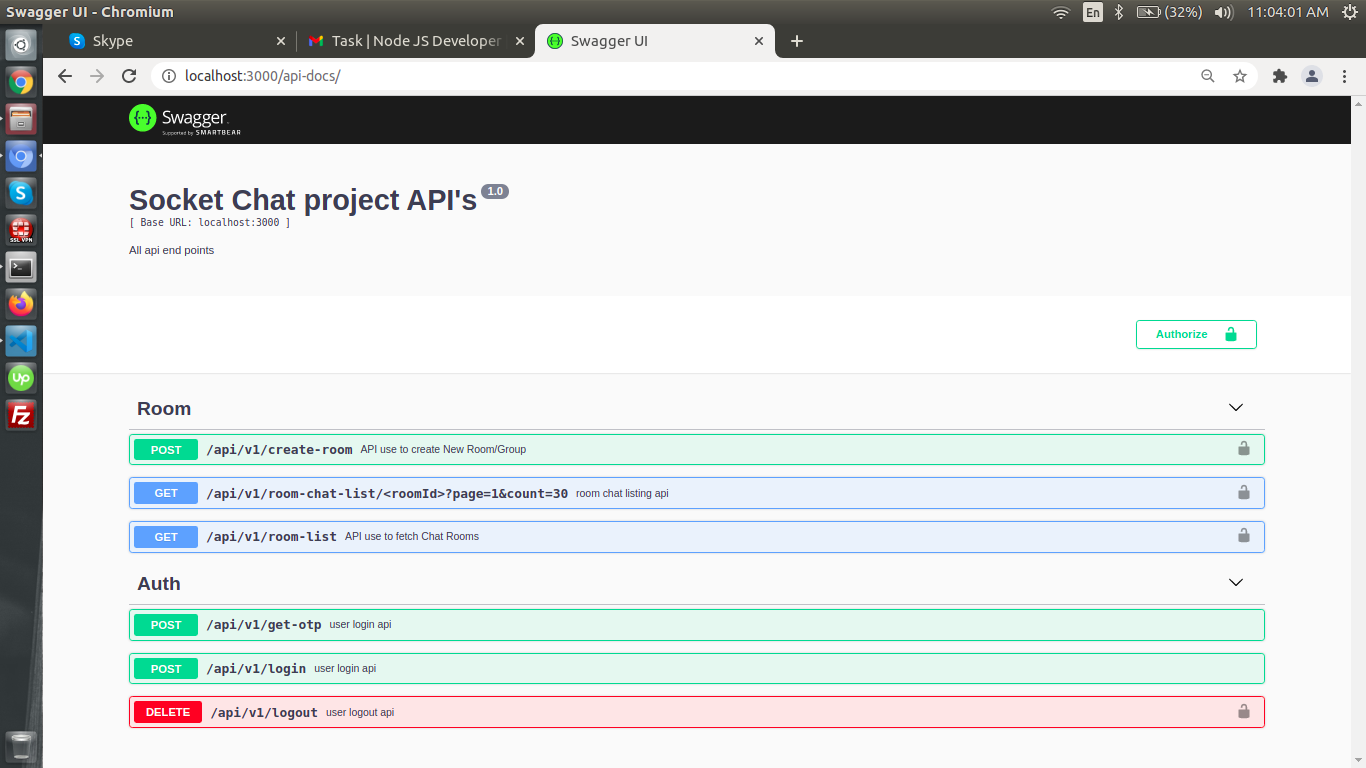 Swagger UI - Chromium
En
(32%)
11:04:01 AM
Skype
Task | Node JS Developer
Swagger UI
localhost:3000/api-docs/
Swagger
Supported by SMARTBEAR
Socket Chat project API's 1.0
[ Base URL: localhost:3000 ]
All api end points
Authorize
Room
POST /api/v1/create-room API use to create New Room/Group
GET /api/v1/room-chat-list/<roomId>?page=1&count=30 room chat listing api
GET /api/v1/room-list API use to fetch Chat Rooms
Auth
POST /api/v1/get-otp user login api
POST /api/v1/login user login api
DELETE /api/v1/logout user logout api
SSL VPN
Up
Fz